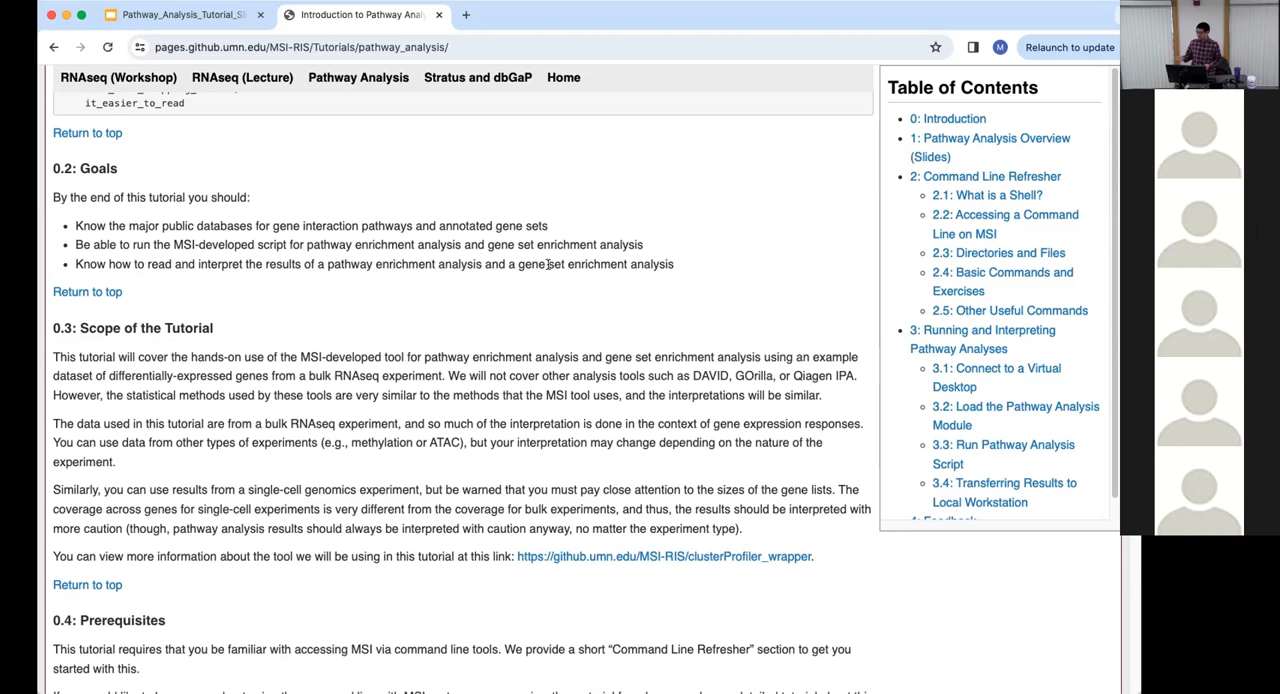 Pathway_Analysis_Tutorial_Sl
Introduction to Pathway Anal
pages.github.umn.edu/MSI-RIS/Tutorials/pathway_analysis/
M
Relaunch to update
RNAseq (Workshop) RNAseq (Lecture) Pathway Analysis Stratus and dbGaP Home
it_easier_to_read
Return to top
0.2: Goals
By the end of this tutorial you should:
• Know the major public databases for gene interaction pathways and annotated gene sets
• Be able to run the MSI-developed script for pathway enrichment analysis and gene set enrichment analysis
• Know how to read and interpret the results of a pathway enrichment analysis and a gene set enrichment analysis
Return to top
0.3: Scope of the Tutorial
This tutorial will cover the hands-on use of the MSI-developed tool for pathway enrichment analysis and gene set enrichment analysis using an example
dataset of differentially-expressed genes from a bulk RNAseq experiment. We will not cover other analysis tools such as DAVID, GOrilla, or Qiagen IPA.
However, the statistical methods used by these tools are very similar to the methods that the MSI tool uses, and the interpretations will be similar.
The data used in this tutorial are from a bulk RNAseq experiment, and so much of the interpretation is done in the context of gene expression responses.
You can use data from other types of experiments (e.g., methylation or ATAC), but your interpretation may change depending on the nature of the
experiment.
Similarly, you can use results from a single-cell genomics experiment, but be warned that you must pay close attention to the sizes of the gene lists. The
coverage across genes for single-cell experiments is very different from the coverage for bulk experiments, and thus, the results should be interpreted with
more caution (though, pathway analysis results should always be interpreted with caution anyway, no matter the experiment type).
You can view more information about the tool we will be using in this tutorial at this link: https://github.umn.edu/MSI-RIS/clusterProfiler_wrapper.
Return to top
0.4: Prerequisites
This tutorial requires that you be familiar with accessing MSI via command line tools. We provide a short “Command Line Refresher” section to get you
started with this.
Table of Contents
• 0: Introduction
• 1: Pathway Analysis Overview
(Slides)
• 2: Command Line Refresher
2.1: What is a Shell?
2.2: Accessing a Command
Line on MSI
2.3: Directories and Files
2.4: Basic Commands and
Exercises
2.5: Other Useful Commands
• 3: Running and Interpreting
Pathway Analyses
3.1: Connect to a Virtual
Desktop
3.2: Load the Pathway Analysis
Module
3.3: Run Pathway Analysis
Script
3.4: Transferring Results to
Local Workstation